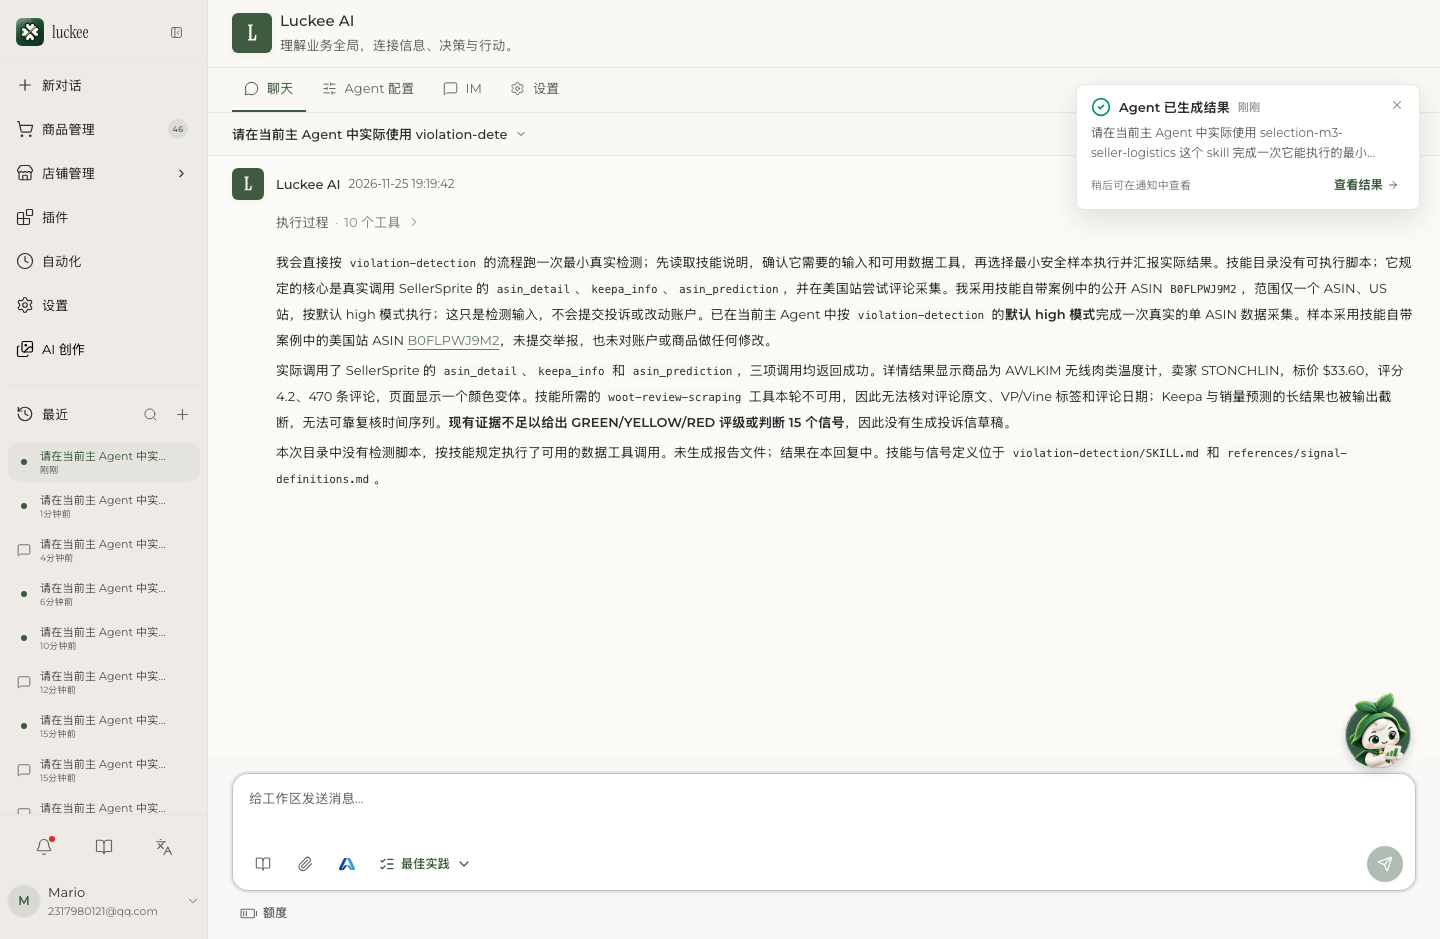 luckee
新对话
商品管理
46
店铺管理
插件
自动化
设置
AI 创作
最近
请在当前主 Agent 中实...
刚刚
请在当前主 Agent 中实...
1分钟前
请在当前主 Agent 中实...
4分钟前
请在当前主 Agent 中实...
6分钟前
请在当前主 Agent 中实...
10分钟前
请在当前主 Agent 中实...
12分钟前
请在当前主 Agent 中实...
15分钟前
请在当前主 Agent 中实...
15分钟前
请在当前主 Agent 中实...
M
Mario
2317980121@qq.com
L
Luckee AI
理解业务全局，连接信息、决策与行动。
聊天
Agent 配置
IM
设置
请在当前主 Agent 中实际使用 violation-dete
Agent 已生成结果 刚刚
请在当前主 Agent 中实际使用 selection-m3-
seller-logistics 这个 skill 完成一次它能执行的最小...
稍后可在通知中查看
查看结果
L
Luckee AI 2026-11-25 19:19:42
执行过程 · 10 个工具
我会直接按 violation-detection 的流程跑一次最小真实检测；先读取技能说明，确认它需要的输入和可用数据工具，再选择最小安全样本执行并汇报实际结果。技能目录没有可执行脚本；它规
定的核心是真实调用 SellerSprite 的 asin_detail 、 keepa_info 、 asin_prediction ，并在美国站尝试评论采集。我采用技能自带案例中的公开 ASIN B0FLPWJ9M2 ，范围仅一个 ASIN、US
站，按默认 high 模式执行；这只是检测输入，不会提交投诉或改动账户。已在当前主 Agent 中按 violation-detection 的默认 high 模式完成一次真实的单 ASIN 数据采集。样本采用技能自带
案例中的美国站 ASIN B0FLPWJ9M2，未提交举报，也未对账户或商品做任何修改。
实际调用了 SellerSprite 的 asin_detail 、 keepa_info 和 asin_prediction ，三项调用均返回成功。详情结果显示商品为 AWLKIM 无线肉类温度计，卖家 STONCHLIN，标价 $33.60，评分
4.2、470 条评论，页面显示一个颜色变体。技能所需的 woot-review-scraping 工具本轮不可用，因此无法核对评论原文、VP/Vine 标签和评论日期；Keepa 与销量预测的长结果也被输出截
断，无法可靠复核时间序列。现有证据不足以给出 GREEN/YELLOW/RED 评级或判断 15 个信号，因此没有生成投诉信草稿。
本次目录中没有检测脚本，按技能规定执行了可用的数据工具调用。未生成报告文件；结果在本回复中。技能与信号定义位于 violation-detection/SKILL.md 和 references/signal-
definitions.md 。
给工作区发送消息...
最佳实践
额度